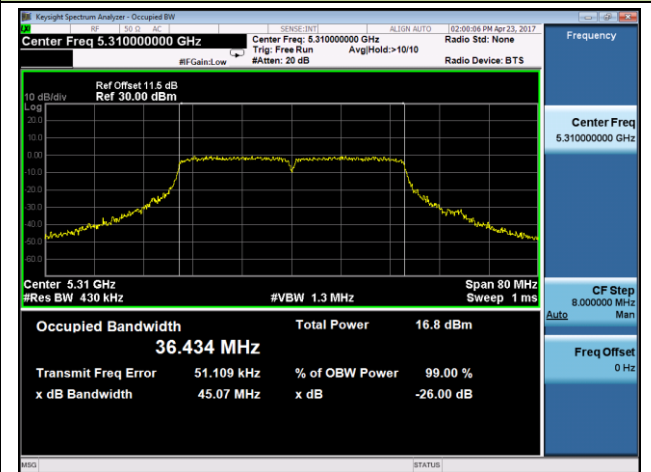 Keysight Spectrum Analyzer - Occupied BW
RF 50 Ω AC SENSE:INT ALIGN AUTO 02:00:06 PM Apr 23, 2017
Center Freq 5.310000000 GHz
Center Freq: 5.310000000 GHz Radio Std: None
Trig: Free Run Avg|Hold:>10/10
#IFGain:Low #Atten: 20 dB Radio Device: BTS
Ref Offset 11.5 dB
10 dB/div Ref 30.00 dBm
Log
20.0
10.0
0.00
-10.0
-20.0
-30.0
-40.0
-50.0
-60.0
Center 5.31 GHz Span 80 MHz
#Res BW 430 kHz #VBW 1.3 MHz Sweep 1 ms
Occupied Bandwidth Total Power 16.8 dBm
36.434 MHz
Transmit Freq Error 51.109 kHz % of OBW Power 99.00 %
x dB Bandwidth 45.07 MHz x dB -26.00 dB
MSG STATUS
Frequency
Center Freq
5.310000000 GHz
CF Step
8.000000 MHz
Auto Man
Freq Offset
0 Hz